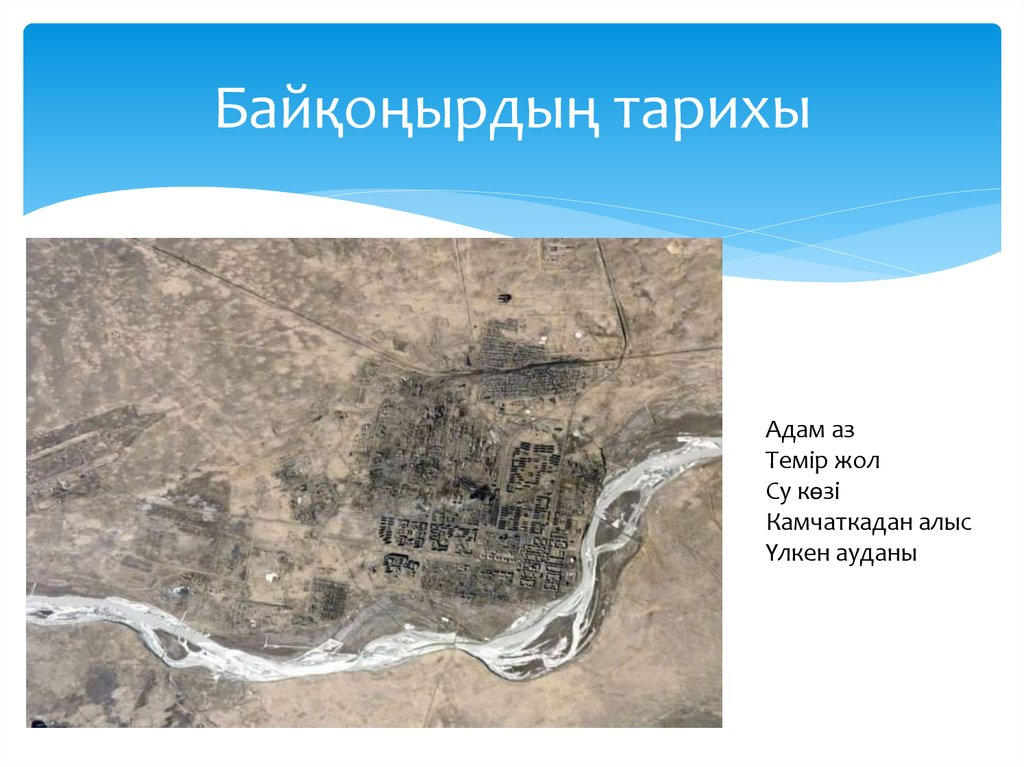 Байқоңырдың тарихы
Адам аз
Темір жол
Су көзі
Камчаткадан алыс
Үлкен ауданы